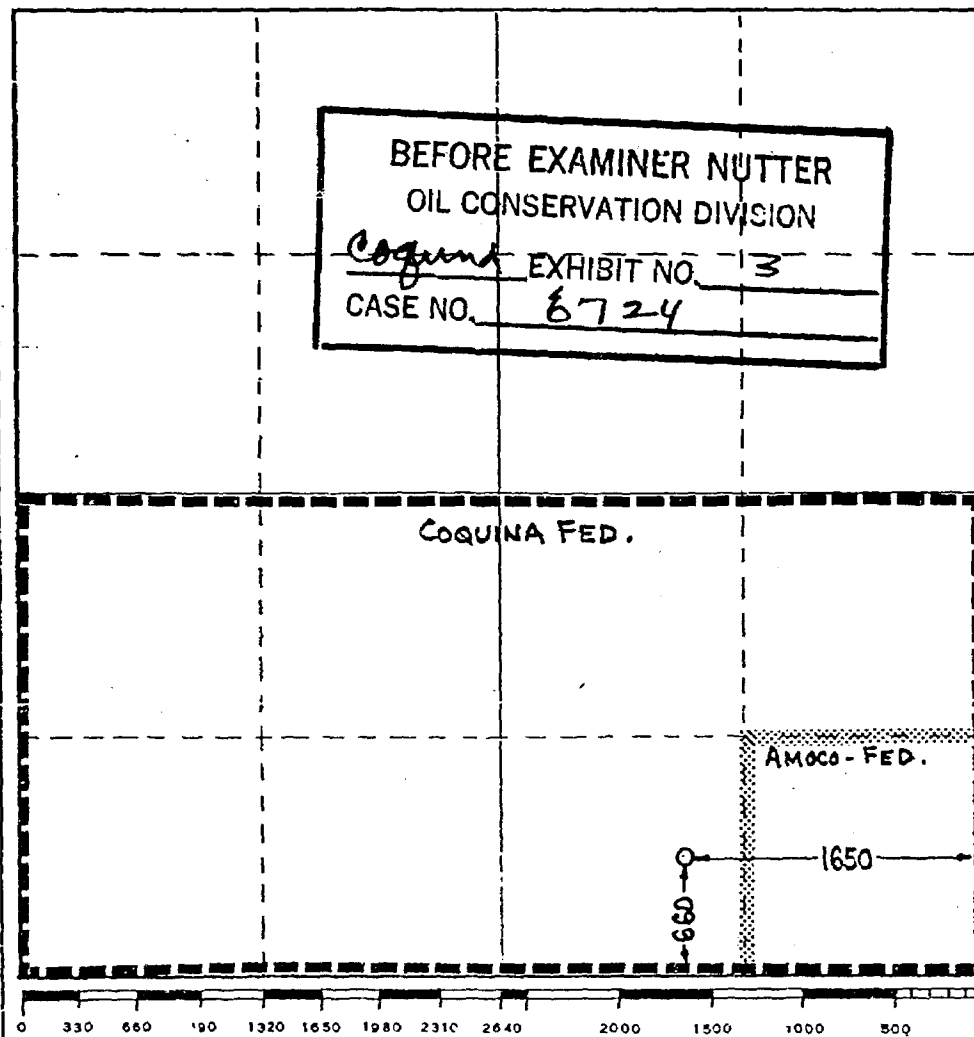 BEFORE EXAMINER NUTTER
OIL CONSERVATION DIVISION
EXHIBIT NO. 3
CASE NO. 6724
COQUINA FED.
AMOCO-FED.
1650
660
0 330 660 '90 1320 1650 1980 2310 2640 2000 1500 1000 500